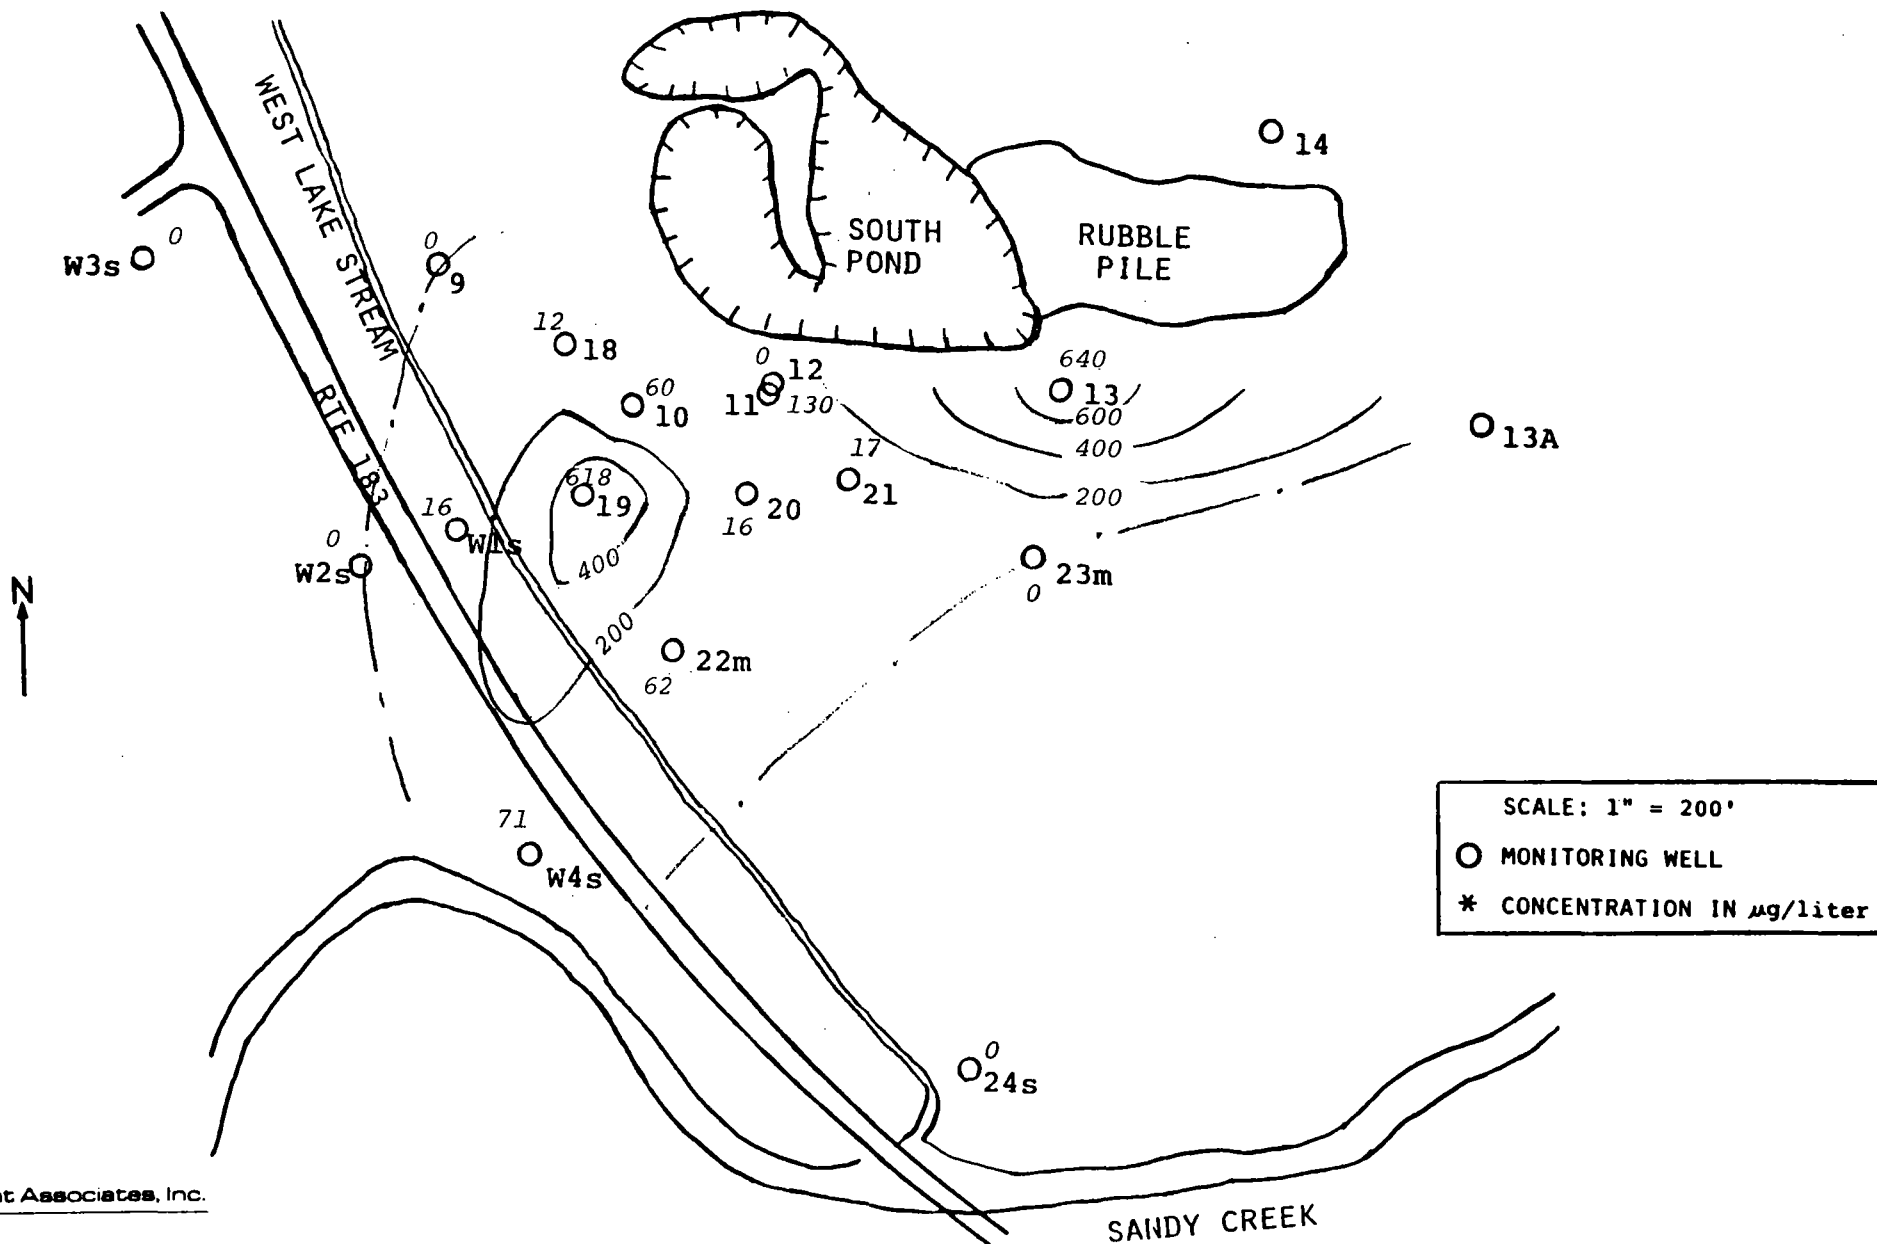 14
WEST LAKE STREAM
SOUTH
POND
RUBBLE
PILE
0
W3s
0
9
12
18
0
12
640
13
60
10
11
130
600
RTE 183
400
13A
17
21
618
19
200
16
W1s
20
16
0
W2s
400
23m
0
N
200
22m
62
71
W4s
SCALE: 1" = 200'
MONITORING WELL
* CONCENTRATION IN µg/liter
0
24s
Associates, Inc.
SANDY CREEK